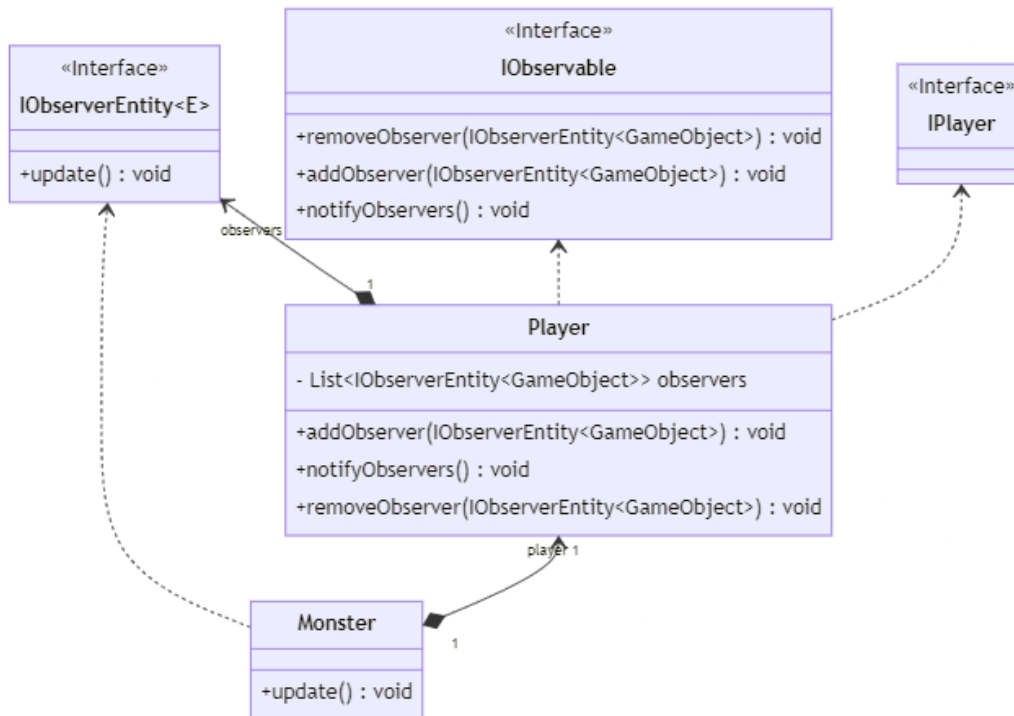 «Interface»
IObserverEntity<E>
+update() : void
«Interface»
IObservable
+removeObserver(IObserverEntity<GameObject>) : void
+addObserver(IObserverEntity<GameObject>) : void
+notifyObservers() : void
«Interface»
IPlayer
observers
1
Player
- List<IObserverEntity<GameObject>> observers
+addObserver(IObserverEntity<GameObject>) : void
+notifyObservers() : void
+removeObserver(IObserverEntity<GameObject>) : void
player 1
1
Monster
+update() : void